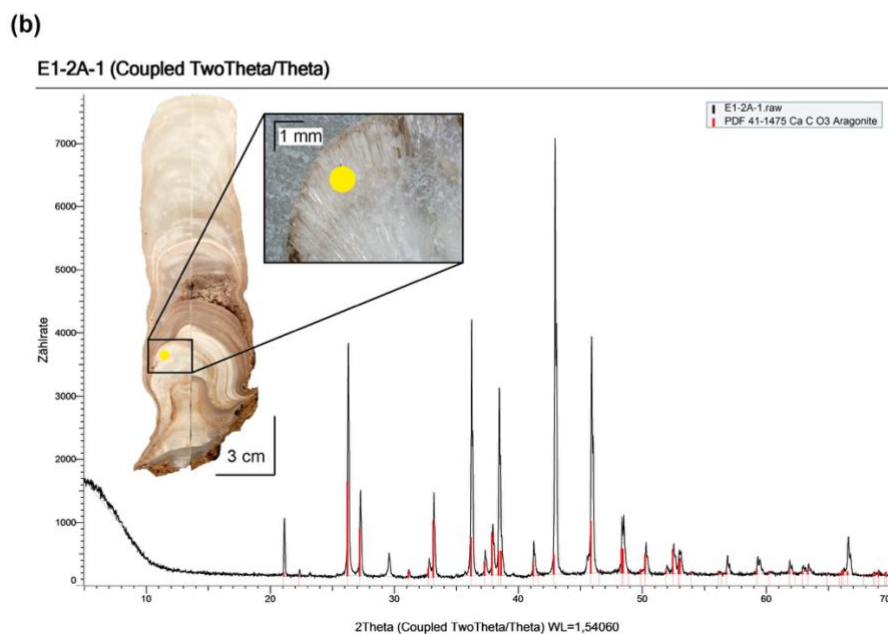 (b)
E1-2A-1 (Coupled TwoTheta/Theta)
E1-2A-1.raw
PDF 41-1475 Ca C O3 Aragonite
1 mm
3 cm
Zählrate
7000
6000
5000
4000
3000
2000
1000
0
10 20 30 40 50 60 70
2Theta (Coupled TwoTheta/Theta) WL=1,54060